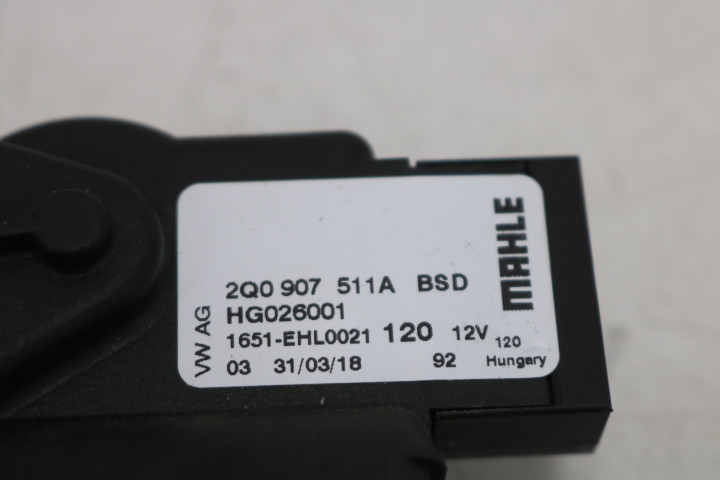 2Q0 907 511A BSD
HG026001
1651-EHL0021 120 12V 120
03 31/03/18 92 Hungary
VW AG
MAHLE